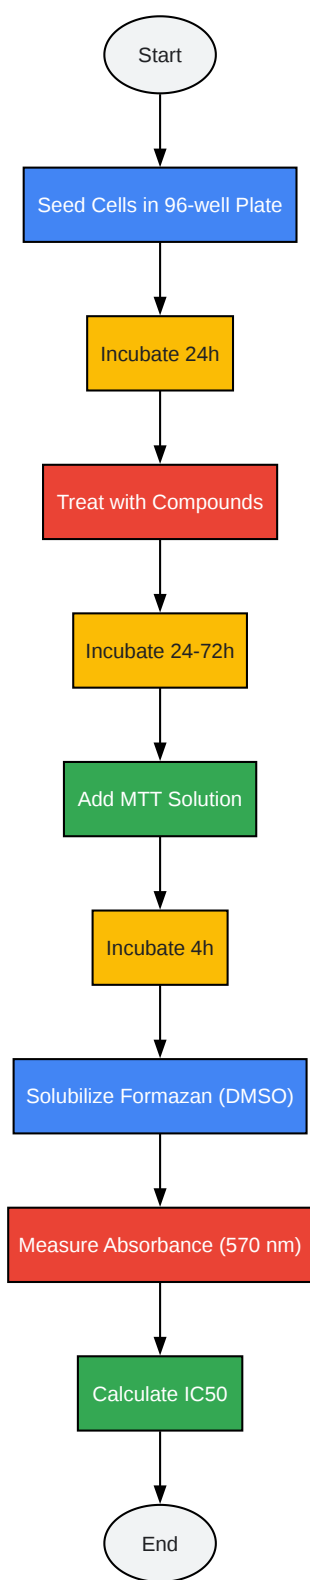 Start
Seed Cells in 96-well Plate
Incubate 24h
Treat with Compounds
Incubate 24-72h
Add MTT Solution
Incubate 4h
Solubilize Formazan (DMSO)
Measure Absorbance (570 nm)
Calculate IC50
End